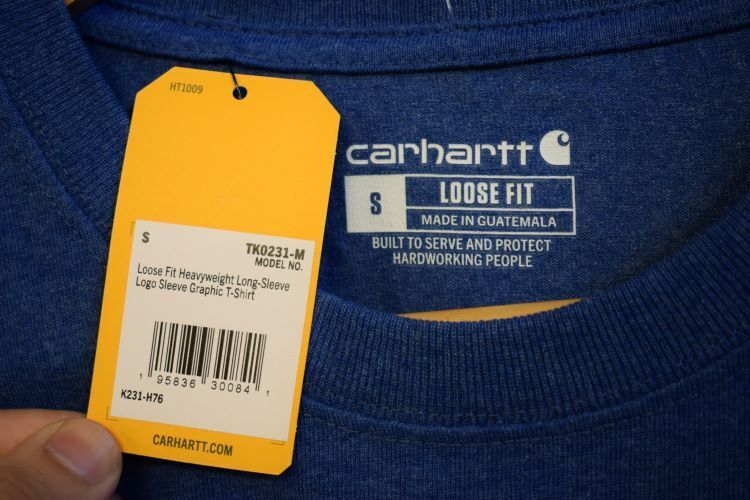 HT1009
S
TK0231-M
MODEL NO.
Loose Fit Heavyweight Long-Sleeve
Logo Sleeve Graphic T-Shirt
1 95836 30084 1
K231-H76
CARHARTT.COM
carhartt
S
LOOSE FIT
MADE IN GUATEMALA
BUILT TO SERVE AND PROTECT
HARDWORKING PEOPLE